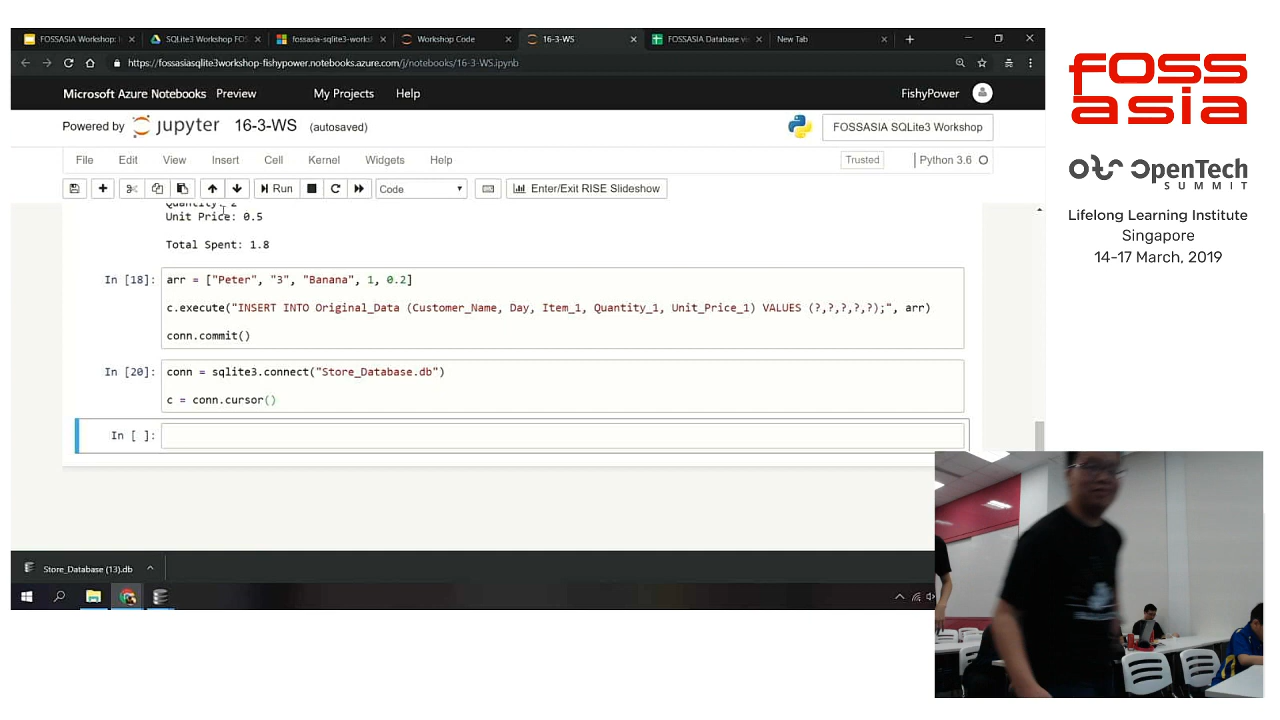 FOSSASIA Workshop: I
SQLite3 Workshop FOS
fossasia-sqlite3-works
Workshop Code
16-3-WS
FOSSASIA Database ve
New Tab
https://fossasiasqlite3workshop-fishypower.notebooks.azure.com/j/notebooks/16-3-WS.ipynb
Microsoft Azure Notebooks Preview My Projects Help FishyPower
Powered by jupyter 16-3-WS (autosaved) FOSSASIA SQLite3 Workshop
File Edit View Insert Cell Kernel Widgets Help Trusted Python 3.6
Run Code Enter/Exit RISE Slideshow
Quantity: 2
Unit Price: 0.5
Total Spent: 1.8
In [18]: arr = ["Peter", "3", "Banana", 1, 0.2]
c.execute("INSERT INTO Original_Data (Customer_Name, Day, Item_1, Quantity_1, Unit_Price_1) VALUES (?,?,?,?,?);", arr)
conn.commit()
In [20]: conn = sqlite3.connect("Store_Database.db")
c = conn.cursor()
In [ ]:
Store_Database (13).db
FOSS
ASIA
OpenTech
SUMMIT
Lifelong Learning Institute
Singapore
14-17 March, 2019